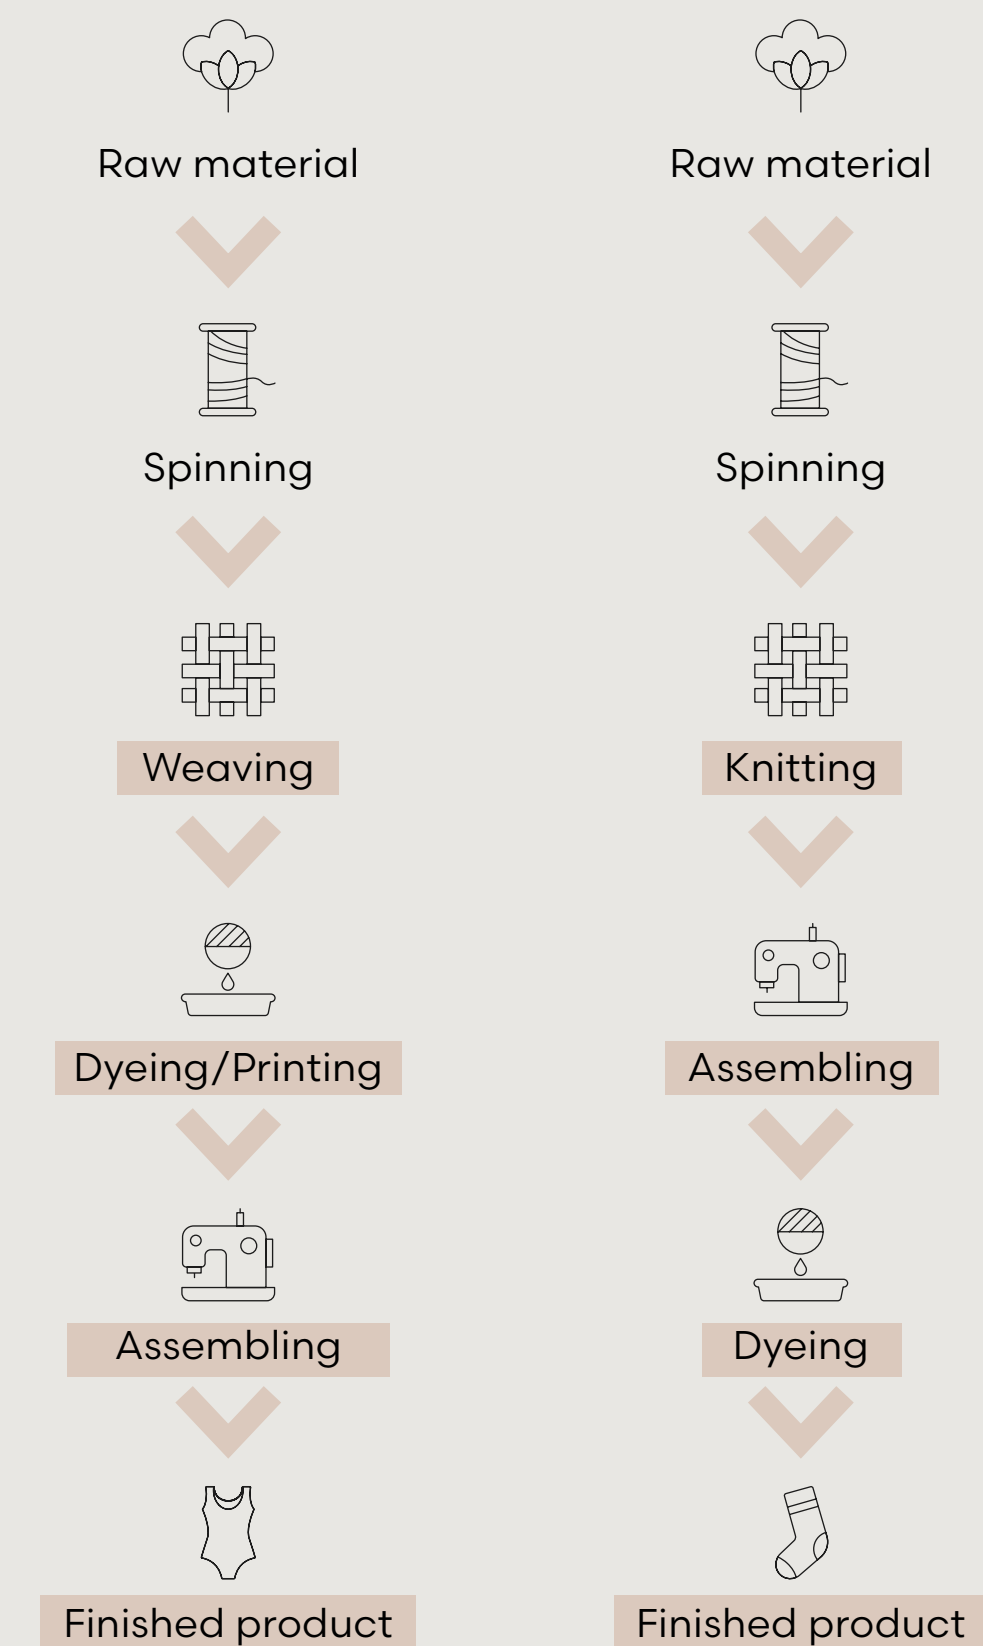 Raw material
Spinning
Weaving
Dyeing/Printing
Assembling
Finished product
Raw material
Spinning
Knitting
Assembling
Dyeing
Finished product